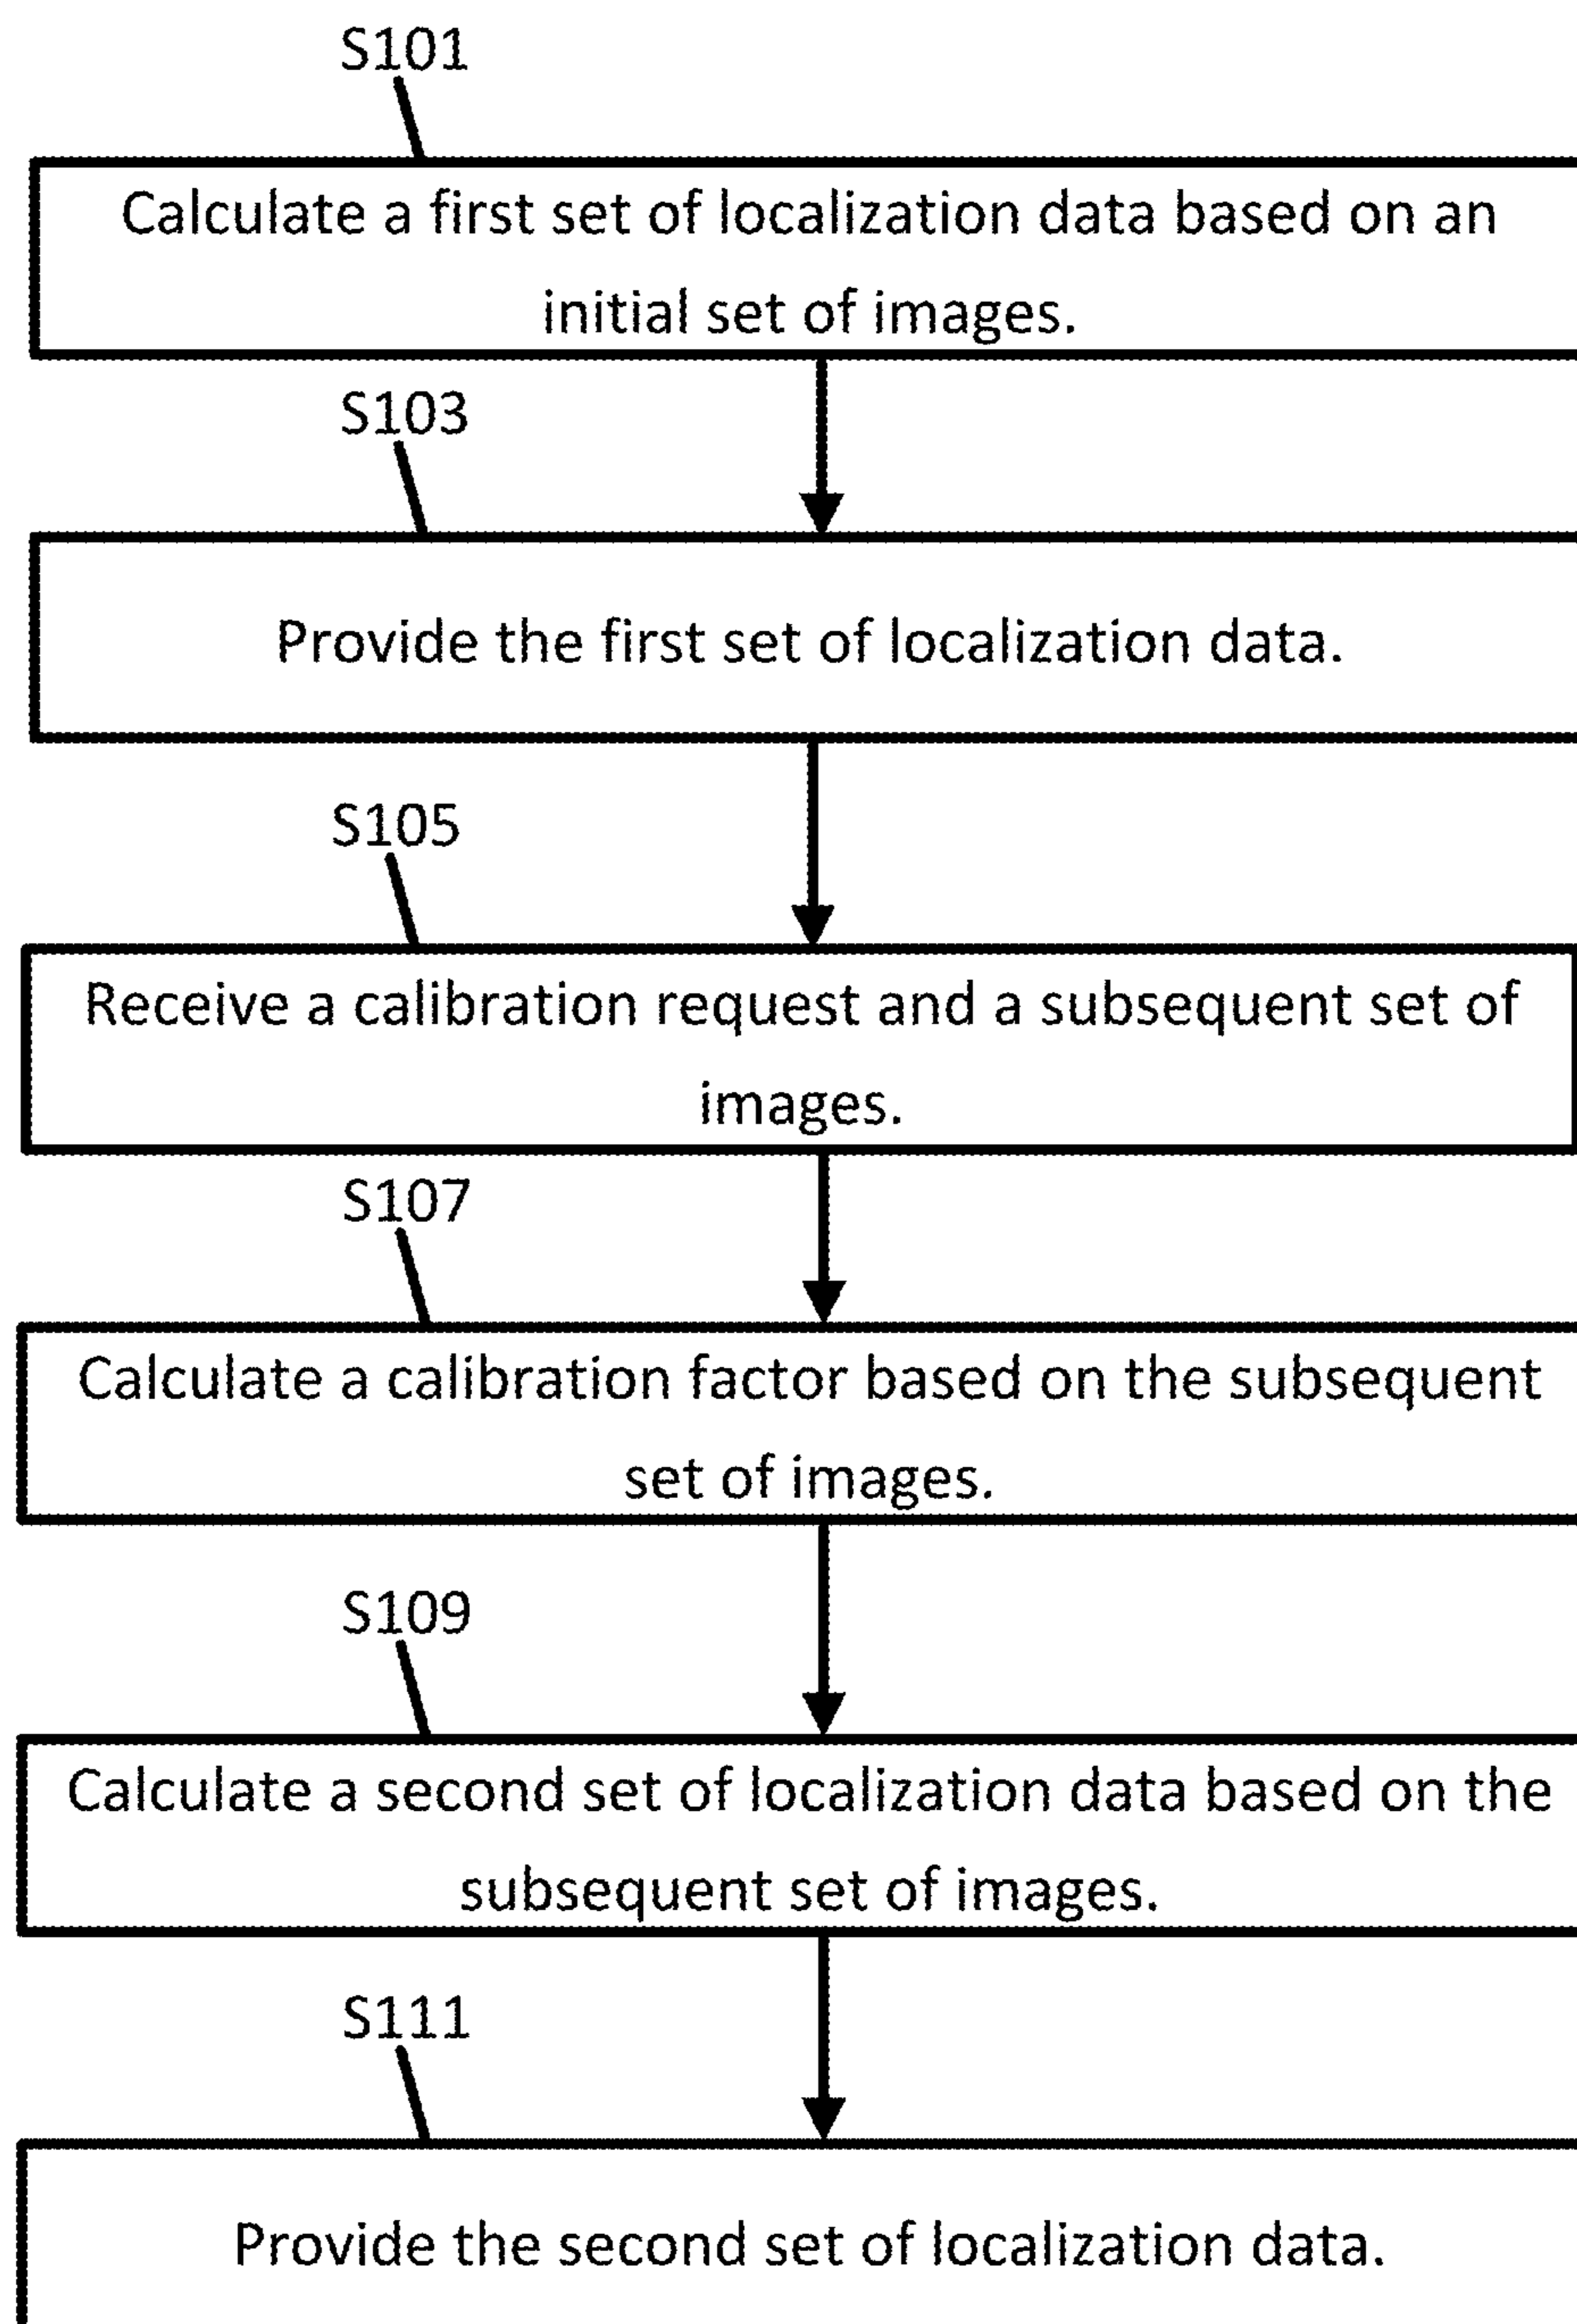 S101
Calculate a first set of localization data based on an
initial set of images.
S103
Provide the first set of localization data.
S105
Receive a calibration request and a subsequent set of
images.
S107
Calculate a calibration factor based on the subsequent
set of images.
S109
Calculate a second set of localization data based on the
subsequent set of images.
S111
Provide the second set of localization data.